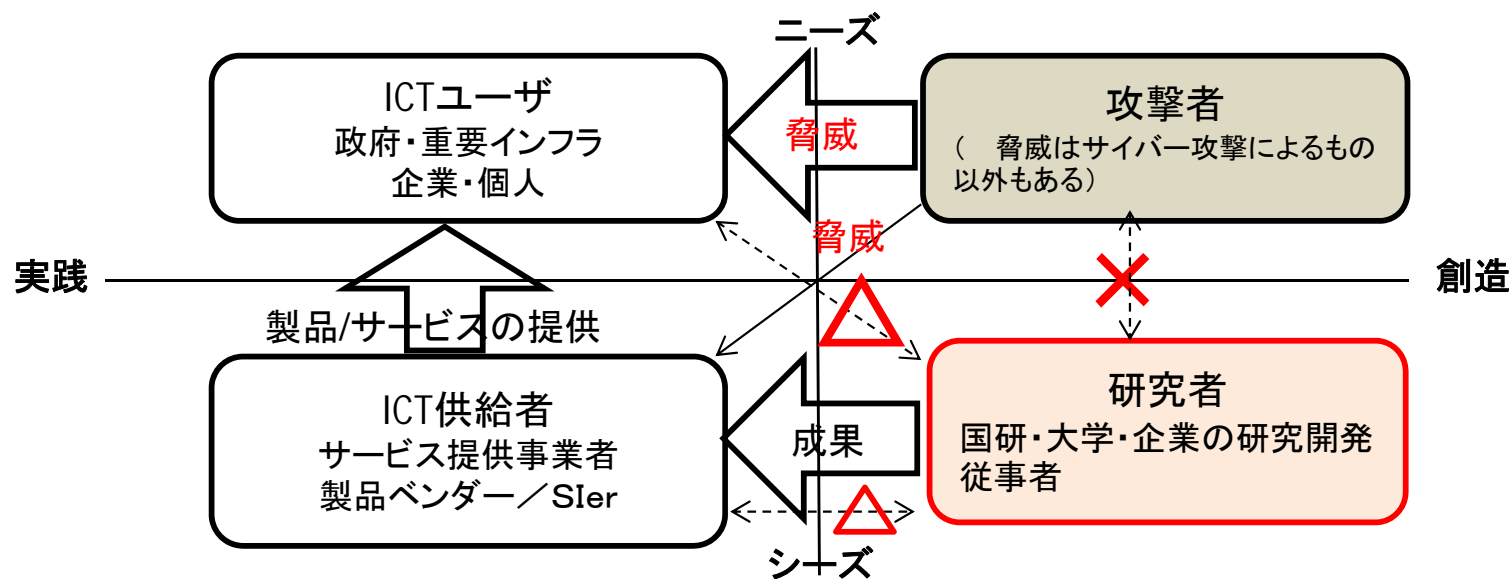 ニーズ
ICTユーザ
政府・重要インフラ
企業・個人
脅威
攻撃者
（　脅威はサイバー攻撃によるもの
以外もある）
脅威
実践
創造
製品/サービスの提供
ICT供給者
サービス提供事業者
製品ベンダー／SIer
成果
研究者
国研・大学・企業の研究開発
従事者
シーズ